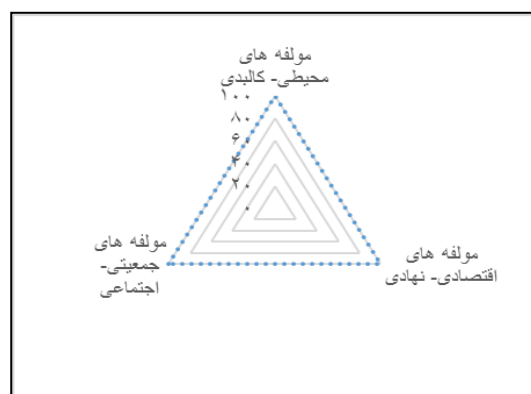 مولفه های
محیطی- کالبدی
۱۰۰
۸۰
۶۰
۴۰
۲۰
۰
مولفه های
اقتصادی- نهادی
مولفه های
جمعیتی-
اجتماعی